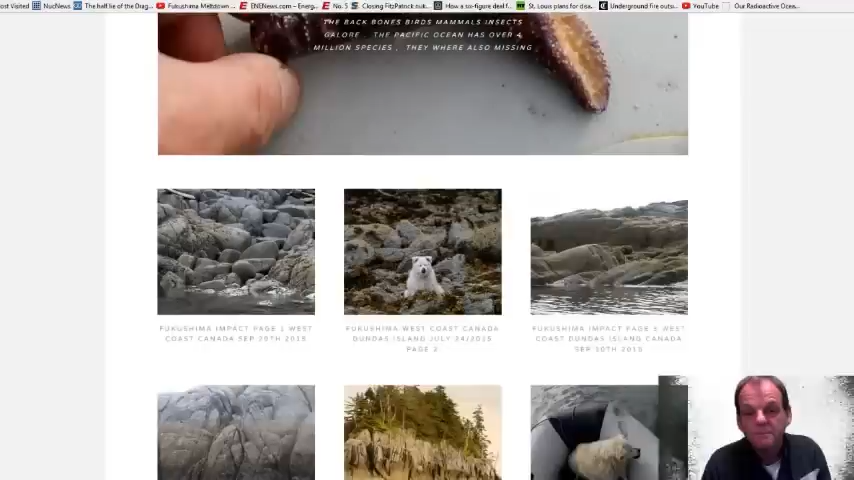 ost Visited NucNews The half lie of the Drag... Fukushima Meltdown ... ENENews.com – Energ... No. 5 Closing FitzPatrick nuk... How a six-figure deal f... St. Louis plans for disa... Underground fire outs... YouTube Our Radioactive Ocea...
THE BACK BONES BIRDS MAMMALS INSECTS
GALORE . THE PACIFIC OCEAN HAS OVER 4
MILLION SPECIES , THEY WHERE ALSO MISSING
FUKUSHIMA IMPACT PAGE 1 WEST
COAST CANADA SEP 29TH 2015
FUKUSHIMA WEST COAST CANADA
DUNDAS ISLAND JULY 24/2015
PAGE 2
FUKUSHIMA IMPACT PAGE 3 WEST
COAST DUNDAS ISLAND CANADA
SEP 10TH 2015